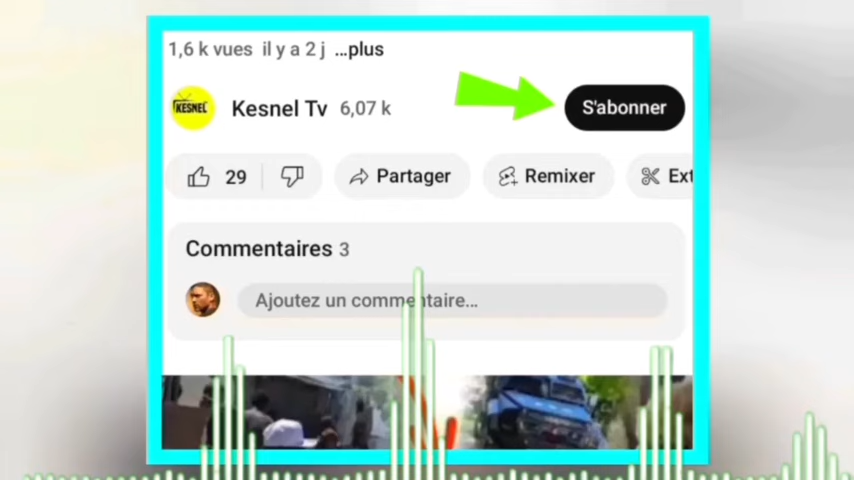 1,6 k vues il y a 2 j ...plus
KESNEL
Kesnel Tv 6,07 k
S'abonner
29
Partager
Remixer
Ext
Commentaires 3
Ajoutez un commentaire...